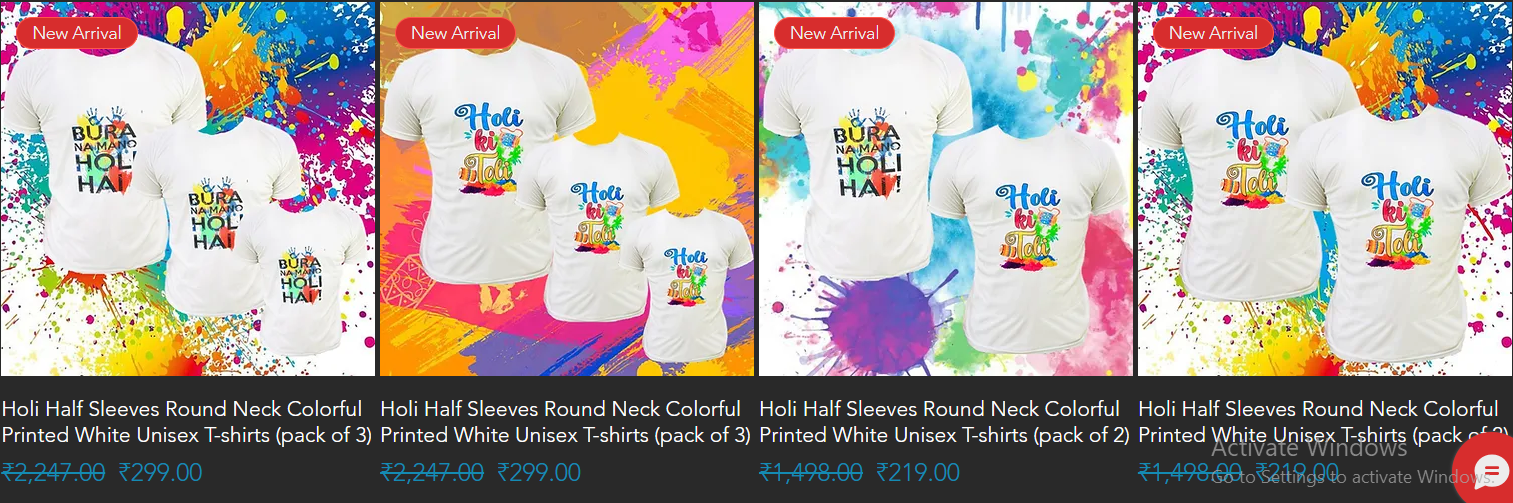 New Arrival
BURA
NA MANO
HOLI
HAI
BURA
NA MANO
HOL
HAI
BURA
NA MANO
HOLI
HAI!
Holi Half Sleeves Round Neck Colorful
Printed White Unisex T-shirts (pack of 3)
₹2,247.00 ₹299.00
New Arrival
Holi
ki
Toli
Holi
ki
Toli
Holi
ki
Toli
Holi Half Sleeves Round Neck Colorful
Printed White Unisex T-shirts (pack of 3)
₹2,247.00 ₹299.00
New Arrival
BURA
NA MANO
HOLI
HAI!
Holi
ki
Toli
Holi Half Sleeves Round Neck Colorful
Printed White Unisex T-shirts (pack of 2)
₹1,498.00 ₹219.00
New Arrival
Holi
ki
Toli
Holi
ki
Toli
Holi Half Sleeves Round Neck Colorful
Printed White Unisex T-shirts (pack of 2)
₹1,498.00 ₹219.00
Activate Windows
Go to Settings to activate Windows.